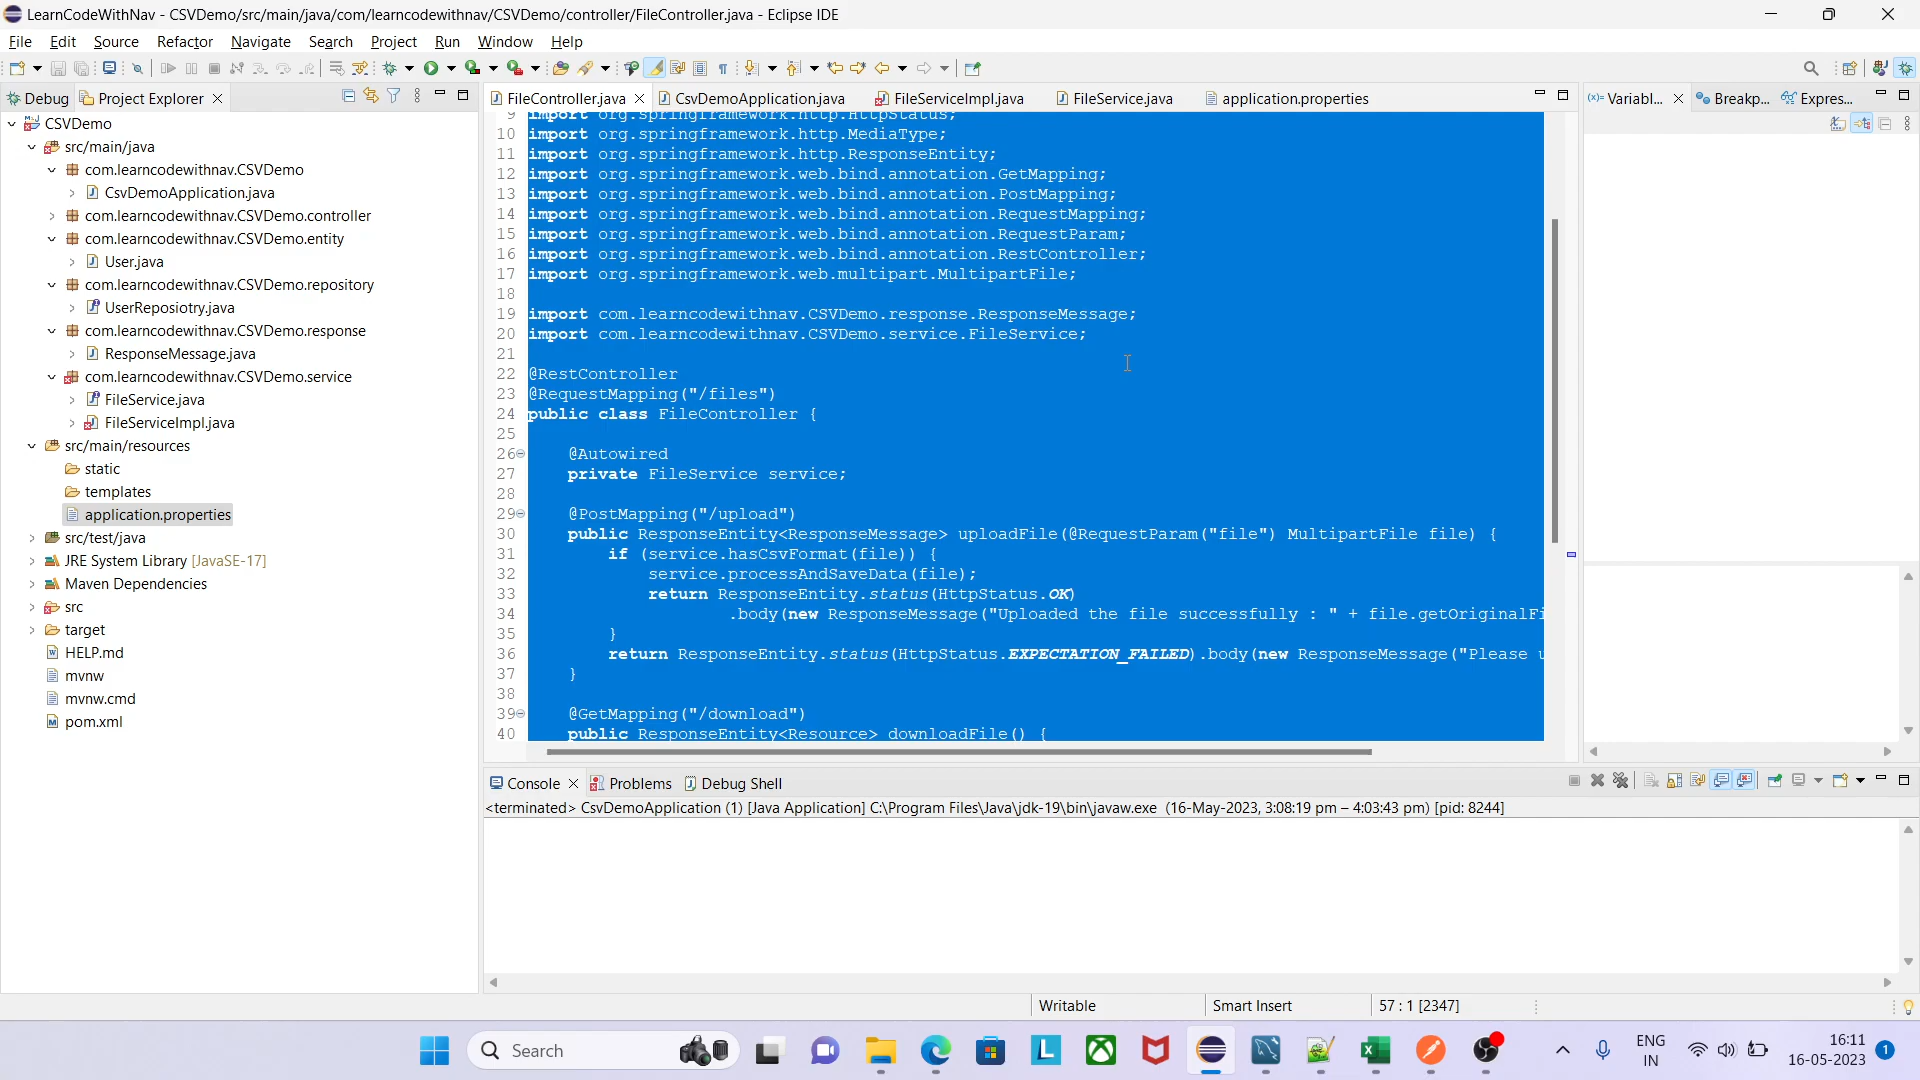 LearnCodeWithNav - CSVDemo/src/main/java/com/learncodewithnav/CSVDemo/controller/FileController.java - Eclipse IDE
File Edit Source Refactor Navigate Search Project Run Window Help
Debug Project Explorer
CSVDemo
src/main/java
com.learncodewithnav.CSVDemo
CsvDemoApplication.java
com.learncodewithnav.CSVDemo.controller
com.learncodewithnav.CSVDemo.entity
User.java
com.learncodewithnav.CSVDemo.repository
UserReposiotry.java
com.learncodewithnav.CSVDemo.response
ResponseMessage.java
com.learncodewithnav.CSVDemo.service
FileService.java
FileServiceImpl.java
src/main/resources
static
templates
application.properties
src/test/java
JRE System Library [JavaSE-17]
Maven Dependencies
src
target
HELP.md
mvnw
mvnw.cmd
pom.xml
FileController.java CsvDemoApplication.java FileServiceImpl.java FileService.java application.properties
9 import org.springframework.http.HttpStatus;
10 import org.springframework.http.MediaType;
11 import org.springframework.http.ResponseEntity;
12 import org.springframework.web.bind.annotation.GetMapping;
13 import org.springframework.web.bind.annotation.PostMapping;
14 import org.springframework.web.bind.annotation.RequestMapping;
15 import org.springframework.web.bind.annotation.RequestParam;
16 import org.springframework.web.bind.annotation.RestController;
17 import org.springframework.web.multipart.MultipartFile;
18
19 import com.learncodewithnav.CSVDemo.response.ResponseMessage;
20 import com.learncodewithnav.CSVDemo.service.FileService;
21
22 @RestController
23 @RequestMapping("/files")
24 public class FileController {
25
26 @Autowired
27 private FileService service;
28
29 @PostMapping("/upload")
30 public ResponseEntity<ResponseMessage> uploadFile(@RequestParam("file") MultipartFile file) {
31 if (service.hasCsvFormat(file)) {
32 service.processAndSaveData(file);
33 return ResponseEntity.status(HttpStatus.OK)
34 .body(new ResponseMessage("Uploaded the file successfully : " + file.getOriginalFi
35 }
36 return ResponseEntity.status(HttpStatus.EXPECTATION_FAILED).body(new ResponseMessage("Please u
37 }
38
39 @GetMapping("/download")
40 public ResponseEntity<Resource> downloadFile() {
(x)= Variabl... Breakp... Expres...
Console Problems Debug Shell
<terminated> CsvDemoApplication (1) [Java Application] C:\Program Files\Java\jdk-19\bin\javaw.exe (16-May-2023, 3:08:19 pm – 4:03:43 pm) [pid: 8244]
Writable Smart Insert 57 : 1 [2347]
Search
ENG
IN
16:11
16-05-2023
1